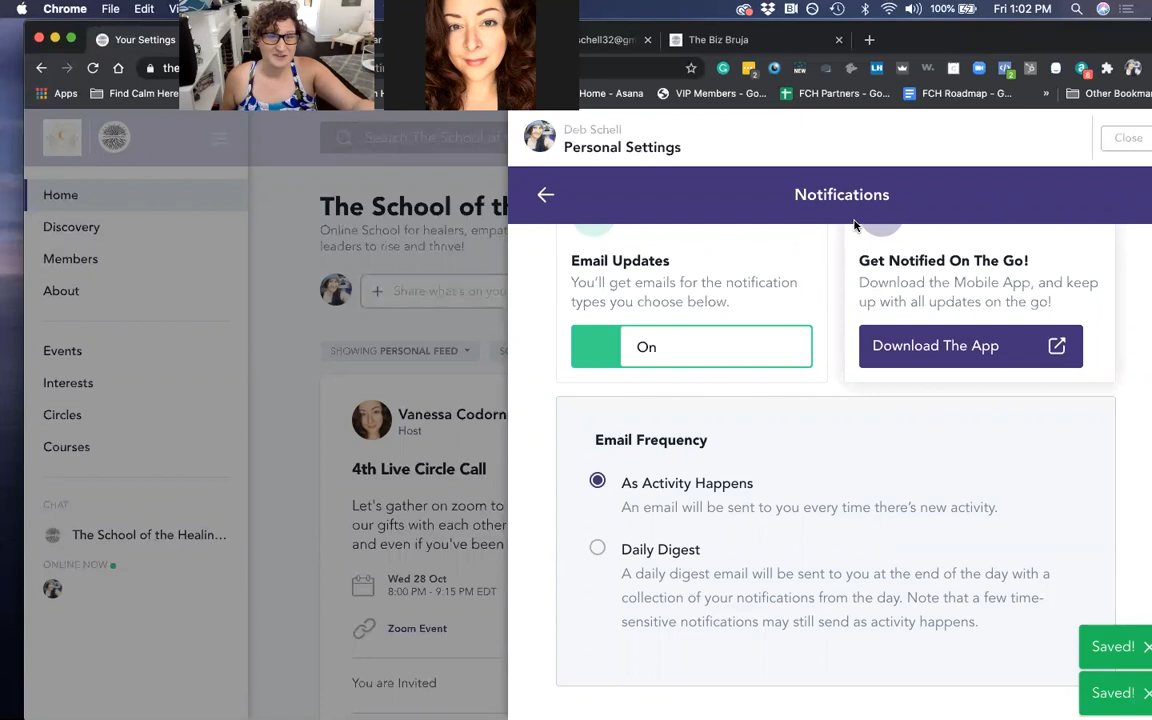 Chrome File Edit Vi 100% Fri 1:02 PM
Your Settings schell32@gm The Biz Bruja
the
Apps Find Calm Here Home - Asana VIP Members - Go... FCH Partners - Go... FCH Roadmap - G... » Other Bookmar
Search The School of t
Deb Schell
Personal Settings
Close
Notifications
Home
Discovery
Members
About
Events
Interests
Circles
Courses
CHAT
The School of the Healin...
ONLINE NOW
The School of th
Online School for healers, empat
leaders to rise and thrive!
+ Share what's on you
SHOWING PERSONAL FEED
Vanessa Codorn
Host
4th Live Circle Call
Let's gather on zoom to
our gifts with each other
and even if you've been
Wed 28 Oct
8:00 PM - 9:15 PM EDT
Zoom Event
You are Invited
Email Updates
You'll get emails for the notification
types you choose below.
On
Get Notified On The Go!
Download the Mobile App, and keep
up with all updates on the go!
Download The App
Email Frequency
As Activity Happens
An email will be sent to you every time there's new activity.
Daily Digest
A daily digest email will be sent to you at the end of the day with a
collection of your notifications from the day. Note that a few time-
sensitive notifications may still send as activity happens.
Saved!
Saved!